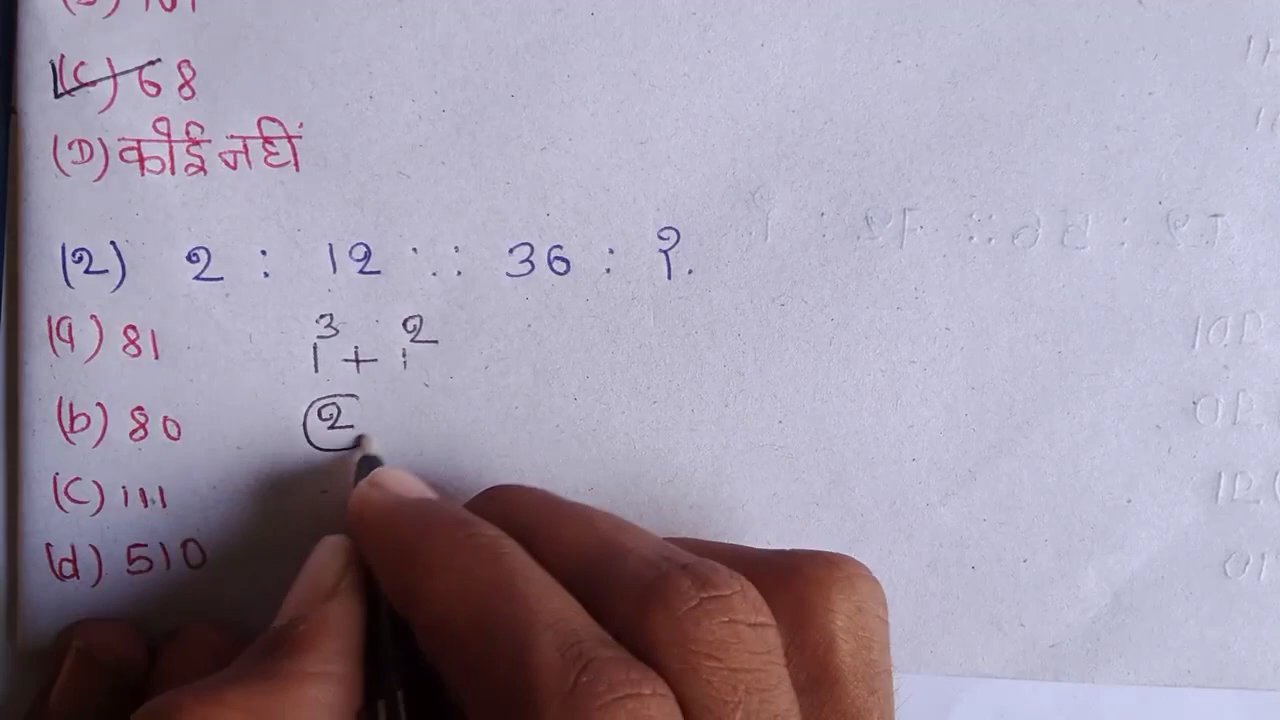 (C) 68
(D) कोई नहीं
(2) 2 : 12 :: 36 : ?.
(a) 81
1³ + 1²
(b) 80
2
(C) 111
(d) 510